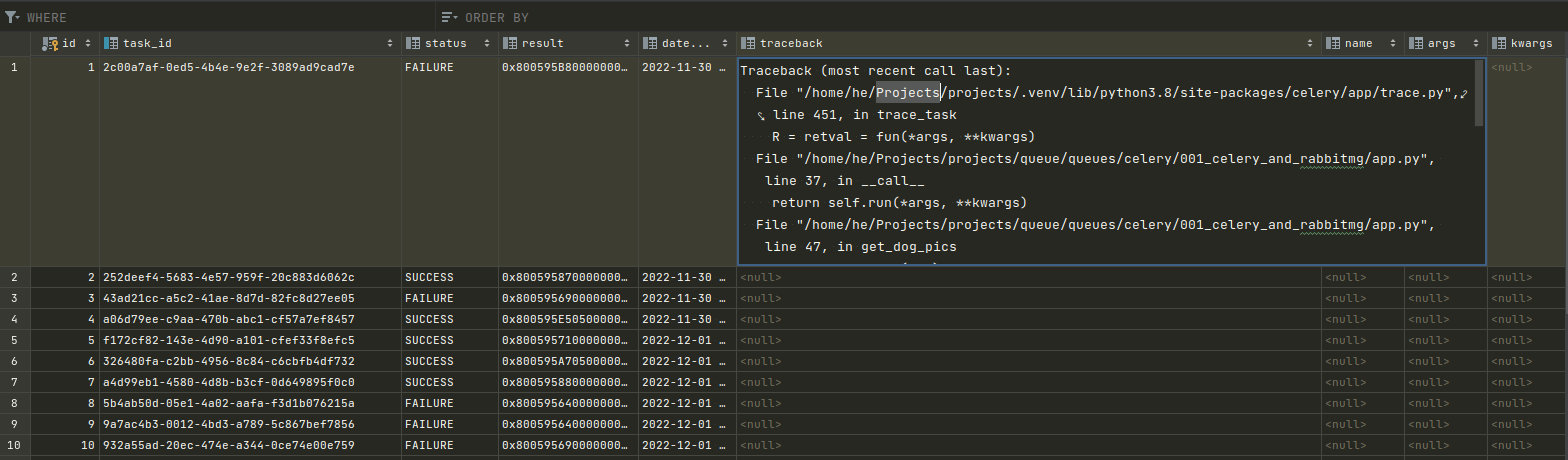 WHERE ORDER BY
id task_id status result date... traceback name args kwargs
1 1 2c00a7af-0ed5-4b4e-9e2f-3089ad9cad7e FAILURE 0x800595B80000000... 2022-11-30 ... <null>
Traceback (most recent call last):
File "/home/he/Projects/projects/.venv/lib/python3.8/site-packages/celery/app/trace.py",
line 451, in trace_task
R = retval = fun(*args, **kwargs)
File "/home/he/Projects/projects/queue/queues/celery/001_celery_and_rabbitmg/app.py",
line 37, in __call__
return self.run(*args, **kwargs)
File "/home/he/Projects/projects/queue/queues/celery/001_celery_and_rabbitmg/app.py",
line 47, in get_dog_pics
2 2 252deef4-5683-4e57-959f-20c883d6062c SUCCESS 0x800595870000000... 2022-11-30 ... <null> <null> <null> <null>
3 3 43ad21cc-a5c2-41ae-8d7d-82fc8d27ee05 FAILURE 0x800595690000000... 2022-11-30 ... <null> <null> <null> <null>
4 4 a06d79ee-c9aa-470b-abc1-cf57a7ef8457 SUCCESS 0x800595E50500000... 2022-11-30 ... <null> <null> <null> <null>
5 5 f172cf82-143e-4d90-a101-cfef33f8efc5 SUCCESS 0x800595710000000... 2022-12-01 ... <null> <null> <null> <null>
6 6 326480fa-c2bb-4956-8c84-c6cbfb4df732 SUCCESS 0x800595A70500000... 2022-12-01 ... <null> <null> <null> <null>
7 7 a4d99eb1-4580-4d8b-b3cf-0d649895f0c0 SUCCESS 0x800595880000000... 2022-12-01 ... <null> <null> <null> <null>
8 8 5b4ab50d-05e1-4a02-aafa-f3d1b076215a FAILURE 0x800595640000000... 2022-12-01 ... <null> <null> <null> <null>
9 9 9a7ac4b3-0012-4bd3-a789-5c867bef7856 FAILURE 0x800595640000000... 2022-12-01 ... <null> <null> <null> <null>
10 10 932a55ad-20ec-474e-a344-0ce74e00e759 FAILURE 0x800595690000000... 2022-12-01 ... <null> <null> <null> <null>